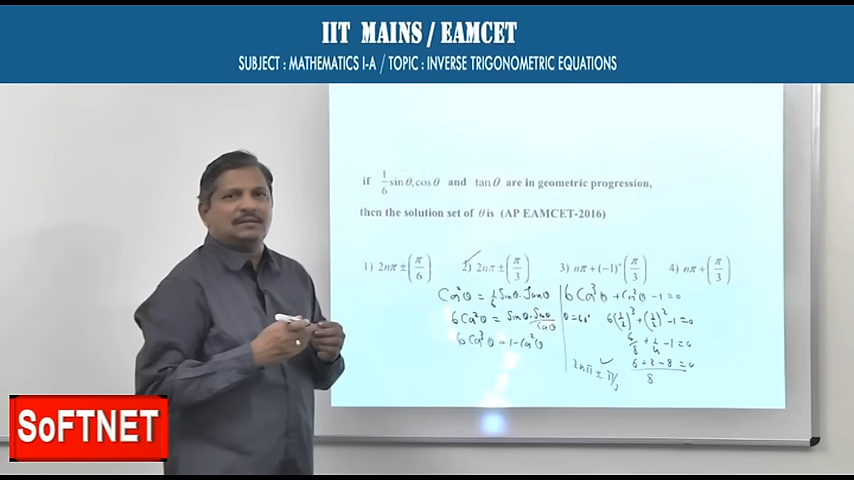 IIT MAINS / EAMCET
SUBJECT : MATHEMATICS I-A / TOPIC : INVERSE TRIGONOMETRIC EQUATIONS
if 1/6 sin θ, cos θ and tan θ are in geometric progression,
then the solution set of θ is (AP EAMCET-2016)
1) 2nπ ± (π/6) 2) 2nπ ± (π/3) 3) nπ + (-1)ⁿ (π/3) 4) nπ + (π/3)
Cos²θ = 1/6 Sinθ · Tanθ
6Cos²θ = Sinθ · Sinθ/Cosθ
6Cos³θ = 1 - Cos²θ
6Cos³θ + Cos²θ - 1 = 0
θ = 60° 6(1/2)³ + (1/2)² - 1 = 0
6/8 + 1/4 - 1 = 0
6 + 2 - 8 = 0
8
2nπ ± π/3
SoFTNET